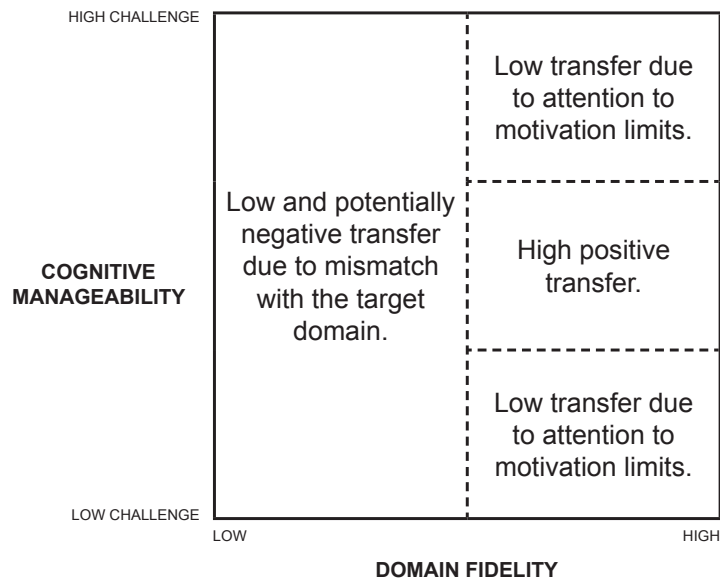 HIGH CHALLENGE
Low transfer due
to attention to
motivation limits.
Low and potentially
negative transfer
due to mismatch
with the target
domain.
High positive
transfer.
COGNITIVE
MANAGEABILITY
Low transfer due
to attention to
motivation limits.
LOW CHALLENGE
LOW
HIGH
DOMAIN FIDELITY